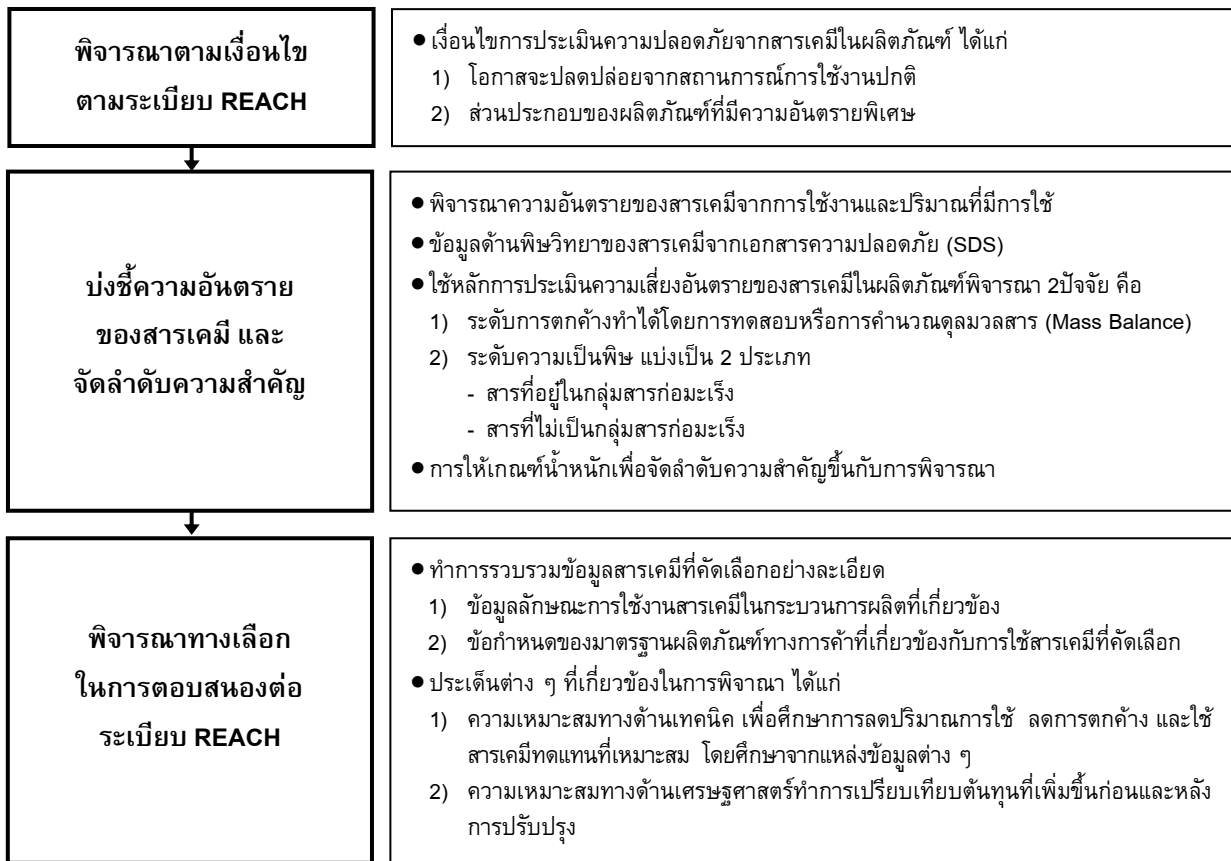 พิจารณาตามเงื่อนไข
ตามระเบียบ REACH
● เงื่อนไขการประเมินความปลอดภัยจากสารเคมีในผลิตภัณฑ์ ได้แก่
1) โอกาสจะปลดปล่อยจากสถานการณ์การใช้งานปกติ
2) ส่วนประกอบของผลิตภัณฑ์ที่มีความอันตรายพิเศษ
บ่งชี้ความอันตราย
ของสารเคมี และ
จัดลำดับความสำคัญ
● พิจารณาความอันตรายของสารเคมีจากการใช้งานและปริมาณที่มีการใช้
● ข้อมูลด้านพิษวิทยาของสารเคมีจากเอกสารความปลอดภัย (SDS)
● ใช้หลักการประเมินความเสี่ยงอันตรายของสารเคมีในผลิตภัณฑ์พิจารณา 2ปัจจัย คือ
1) ระดับการตกค้างทำได้โดยการทดสอบหรือการคำนวณดุลมวลสาร (Mass Balance)
2) ระดับความเป็นพิษ แบ่งเป็น 2 ประเภท
- สารที่อยู่ในกลุ่มสารก่อมะเร็ง
- สารที่ไม่เป็นกลุ่มสารก่อมะเร็ง
● การให้เกณฑ์น้ำหนักเพื่อจัดลำดับความสำคัญขึ้นกับการพิจารณา
พิจารณาทางเลือก
ในการตอบสนองต่อ
ระเบียบ REACH
● ทำการรวบรวมข้อมูลสารเคมีที่คัดเลือกอย่างละเอียด
1) ข้อมูลลักษณะการใช้งานสารเคมีในกระบวนการผลิตที่เกี่ยวข้อง
2) ข้อกำหนดของมาตรฐานผลิตภัณฑ์ทางการค้าที่เกี่ยวข้องกับการใช้สารเคมีที่คัดเลือก
● ประเด็นต่าง ๆ ที่เกี่ยวข้องในการพิจาณา ได้แก่
1) ความเหมาะสมทางด้านเทคนิค เพื่อศึกษาการลดปริมาณการใช้ ลดการตกค้าง และใช้
สารเคมีทดแทนที่เหมาะสม โดยศึกษาจากแหล่งข้อมูลต่าง ๆ
2) ความเหมาะสมทางด้านเศรษฐศาสตร์ทำการเปรียบเทียบต้นทุนที่เพิ่มขึ้นก่อนและหลัง
การปรับปรุง